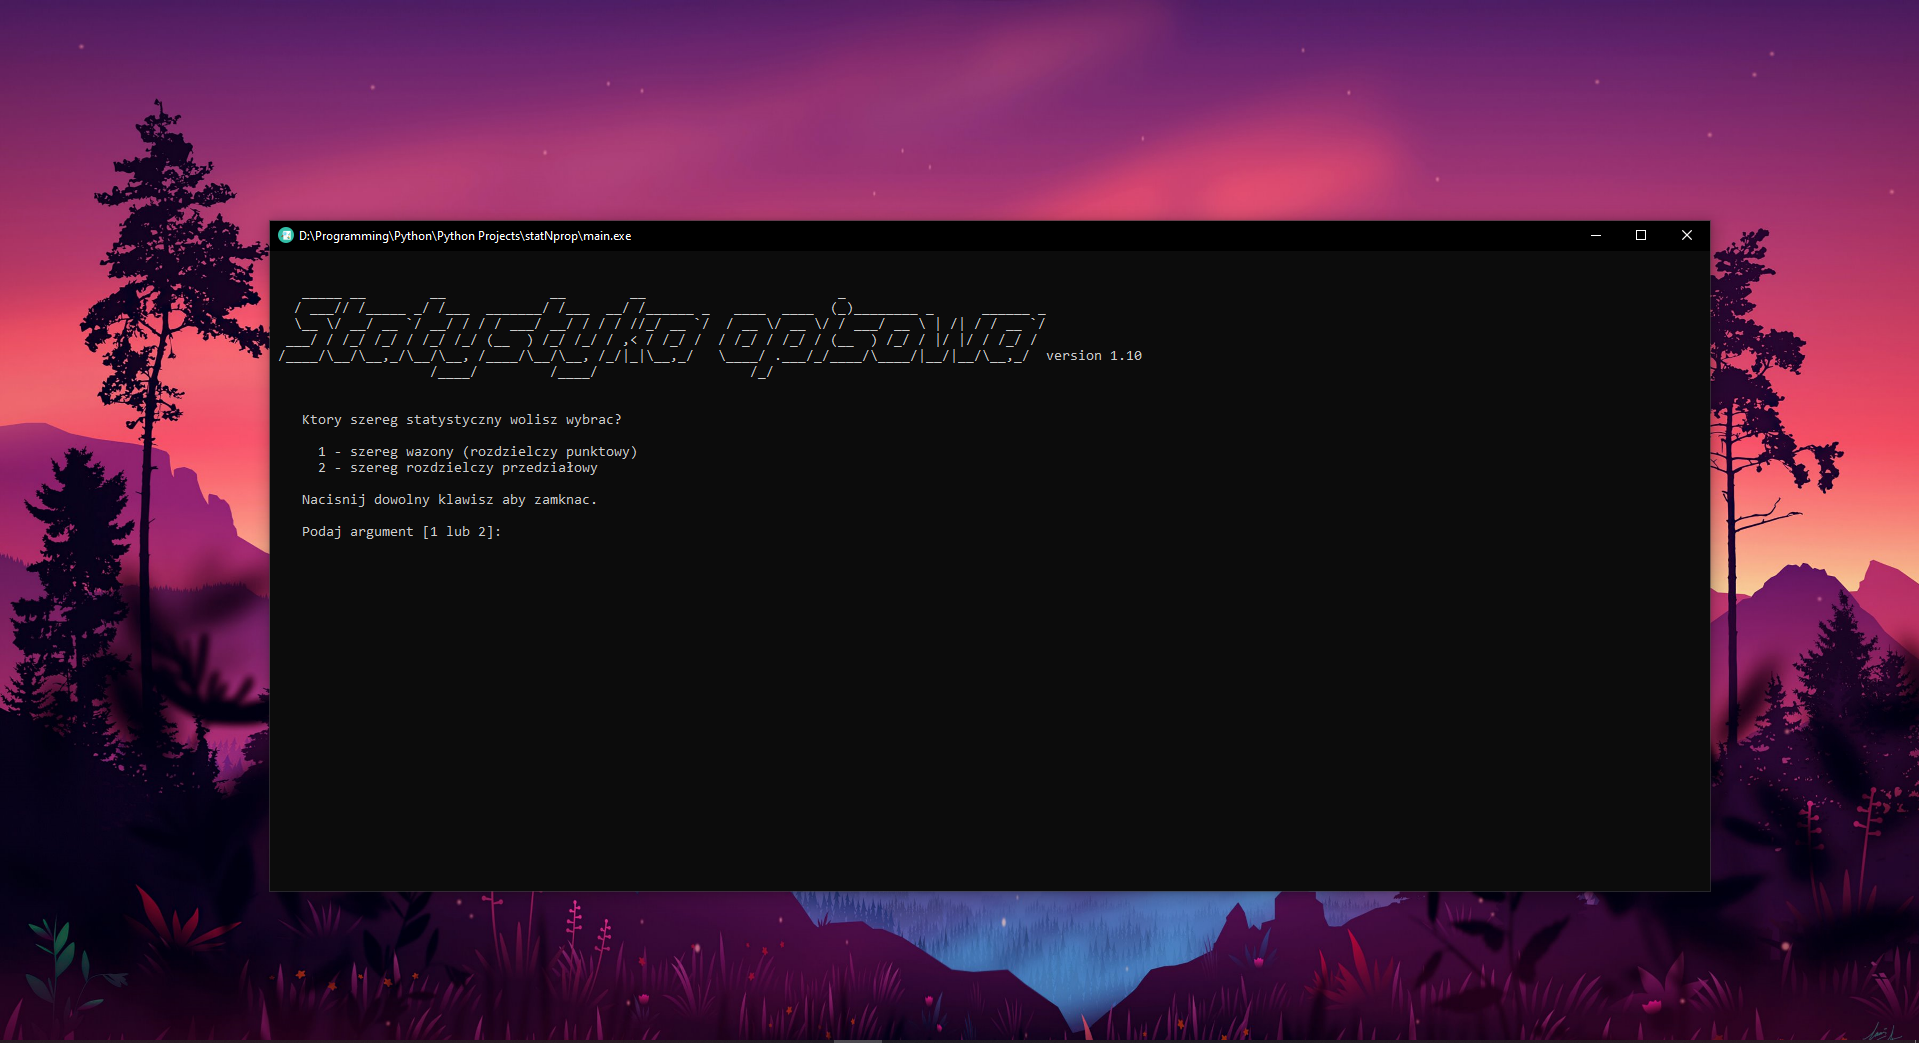 D:\Programming\Python\Python Projects\statNprop\main.exe
Statystyka opisowa
version 1.10
Ktory szereg statystyczny wolisz wybrac?
1 - szereg wazony (rozdzielczy punktowy)
2 - szereg rozdzielczy przedziałowy
Nacisnij dowolny klawisz aby zamknac.
Podaj argument [1 lub 2]: